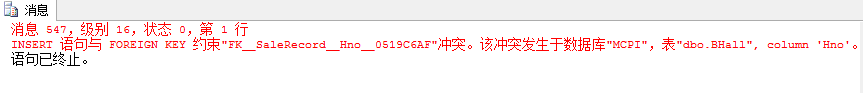 消息
消息 547，级别 16，状态 0，第 1 行
INSERT 语句与 FOREIGN KEY 约束"FK__SaleRecord__Hno__0519C6AF"冲突。该冲突发生于数据库"MCPI"，表"dbo.BHall", column 'Hno'。
语句已终止。